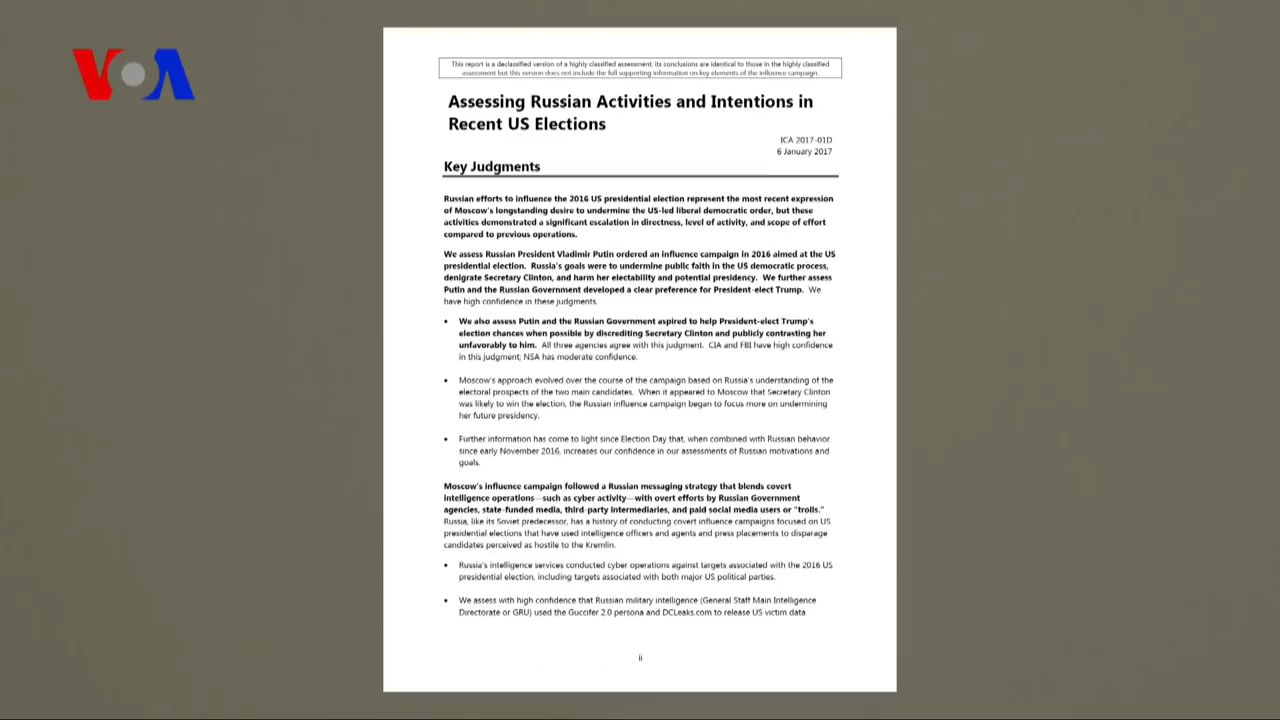 VOA
This report is a declassified version of a highly classified assessment; its conclusions are identical to those in the highly classified
assessment but this version does not include the full supporting information on key elements of the influence campaign.
Assessing Russian Activities and Intentions in
Recent US Elections
ICA 2017-01D
6 January 2017
Key Judgments
Russian efforts to influence the 2016 US presidential election represent the most recent expression
of Moscow's longstanding desire to undermine the US-led liberal democratic order, but these
activities demonstrated a significant escalation in directness, level of activity, and scope of effort
compared to previous operations.
We assess Russian President Vladimir Putin ordered an influence campaign in 2016 aimed at the US
presidential election. Russia's goals were to undermine public faith in the US democratic process,
denigrate Secretary Clinton, and harm her electability and potential presidency. We further assess
Putin and the Russian Government developed a clear preference for President-elect Trump. We
have high confidence in these judgments.
• We also assess Putin and the Russian Government aspired to help President-elect Trump's
election chances when possible by discrediting Secretary Clinton and publicly contrasting her
unfavorably to him. All three agencies agree with this judgment. CIA and FBI have high confidence
in this judgment; NSA has moderate confidence.
• Moscow's approach evolved over the course of the campaign based on Russia's understanding of the
electoral prospects of the two main candidates. When it appeared to Moscow that Secretary Clinton
was likely to win the election, the Russian influence campaign began to focus more on undermining
her future presidency.
• Further information has come to light since Election Day that, when combined with Russian behavior
since early November 2016, increases our confidence in our assessments of Russian motivations and
goals.
Moscow's influence campaign followed a Russian messaging strategy that blends covert
intelligence operations—such as cyber activity—with overt efforts by Russian Government
agencies, state-funded media, third-party intermediaries, and paid social media users or "trolls."
Russia, like its Soviet predecessor, has a history of conducting covert influence campaigns focused on US
presidential elections that have used intelligence officers and agents and press placements to disparage
candidates perceived as hostile to the Kremlin.
• Russia's intelligence services conducted cyber operations against targets associated with the 2016 US
presidential election, including targets associated with both major US political parties.
• We assess with high confidence that Russian military intelligence (General Staff Main Intelligence
Directorate or GRU) used the Guccifer 2.0 persona and DCLeaks.com to release US victim data
ii